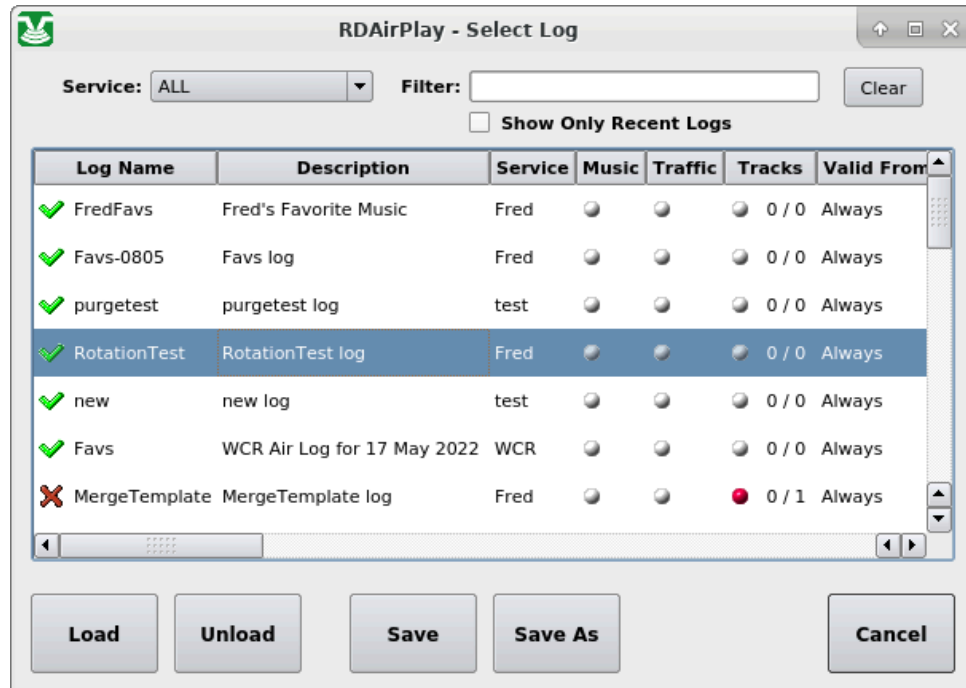 RDAirPlay - Select Log
Service: ALL Filter: Clear
Show Only Recent Logs
Log Name Description Service Music Traffic Tracks Valid From
FredFavs Fred's Favorite Music Fred 0 / 0 Always
Favs-0805 Favs log Fred 0 / 0 Always
purgetest purgetest log test 0 / 0 Always
RotationTest RotationTest log Fred 0 / 0 Always
new new log test 0 / 0 Always
Favs WCR Air Log for 17 May 2022 WCR 0 / 0 Always
MergeTemplate MergeTemplate log Fred 0 / 1 Always
Load Unload Save Save As Cancel